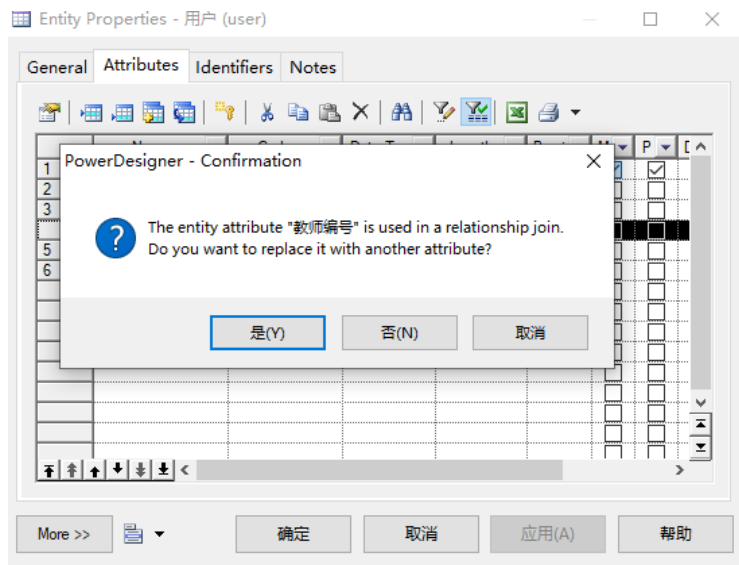 Entity Properties - 用户 (user)
General Attributes Identifiers Notes
P
1
PowerDesigner - Confirmation
2
3
The entity attribute "教师编号" is used in a relationship join.
Do you want to replace it with another attribute?
5
6
是(Y) 否(N) 取消
More >> 确定 取消 应用(A) 帮助